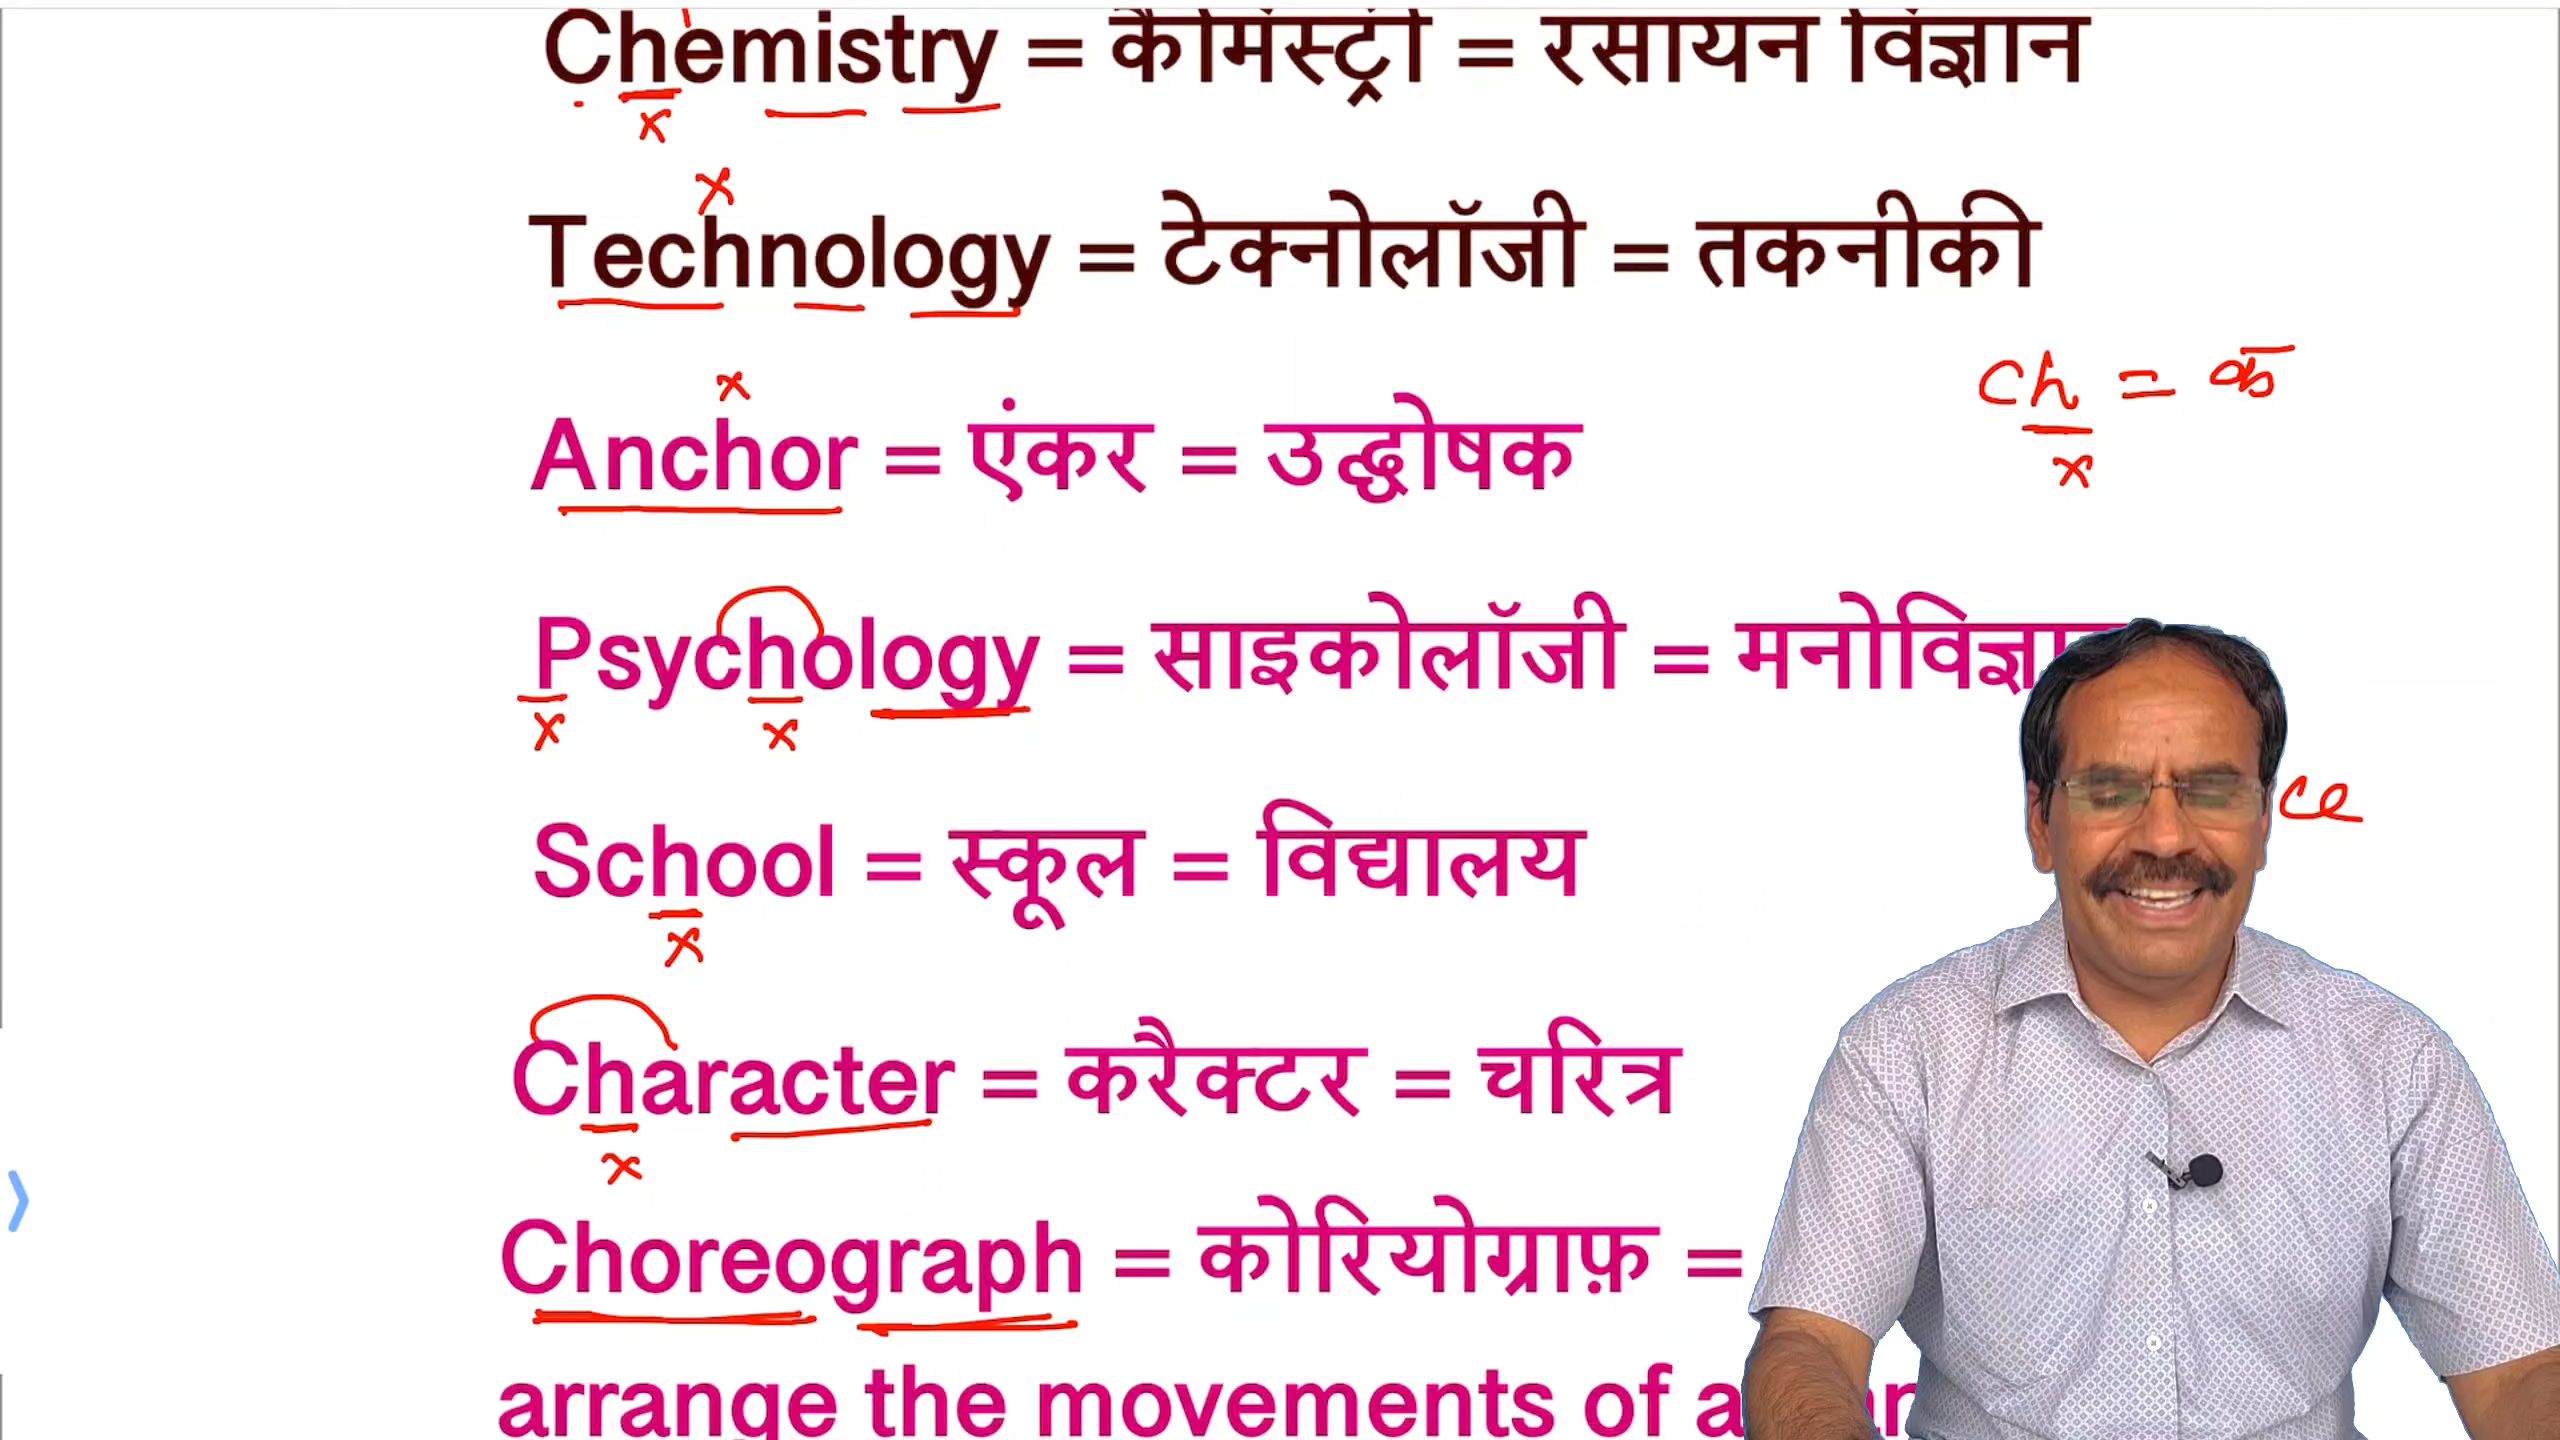 Chemistry = कैमिस्ट्री = रसायन विज्ञान
x
x
Technology = टेक्नोलॉजी = तकनीकी
ch = क
x
x
Anchor = एंकर = उद्घोषक
Psychology = साइकोलॉजी =
x x
ce
School = स्कूल = विद्यालय
x
Character = करैक्टर = चरित्र
x
Choreograph = कोरियोग्राफ़ =
arrange the movements of a